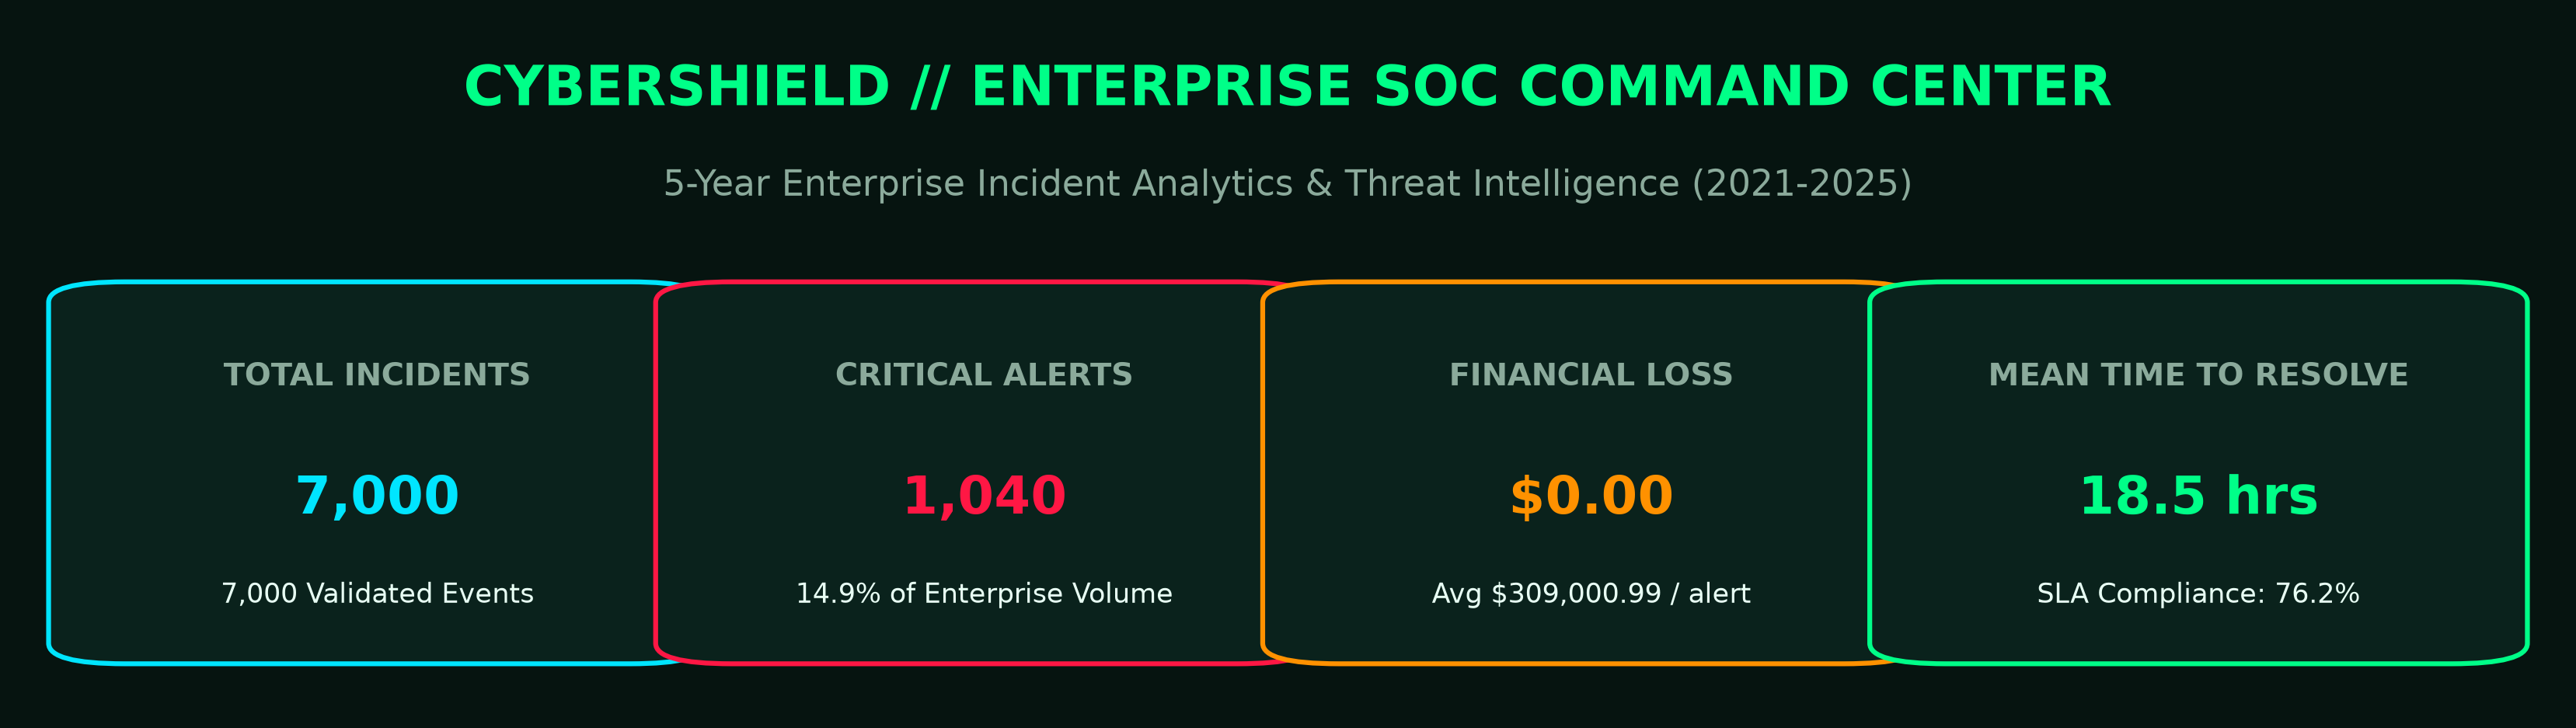 CYBERSHIELD // ENTERPRISE SOC COMMAND CENTER
5-Year Enterprise Incident Analytics & Threat Intelligence (2021-2025)
TOTAL INCIDENTS
7,000
7,000 Validated Events
CRITICAL ALERTS
1,040
14.9% of Enterprise Volume
FINANCIAL LOSS
$0.00
Avg $309,000.99 / alert
MEAN TIME TO RESOLVE
18.5 hrs
SLA Compliance: 76.2%